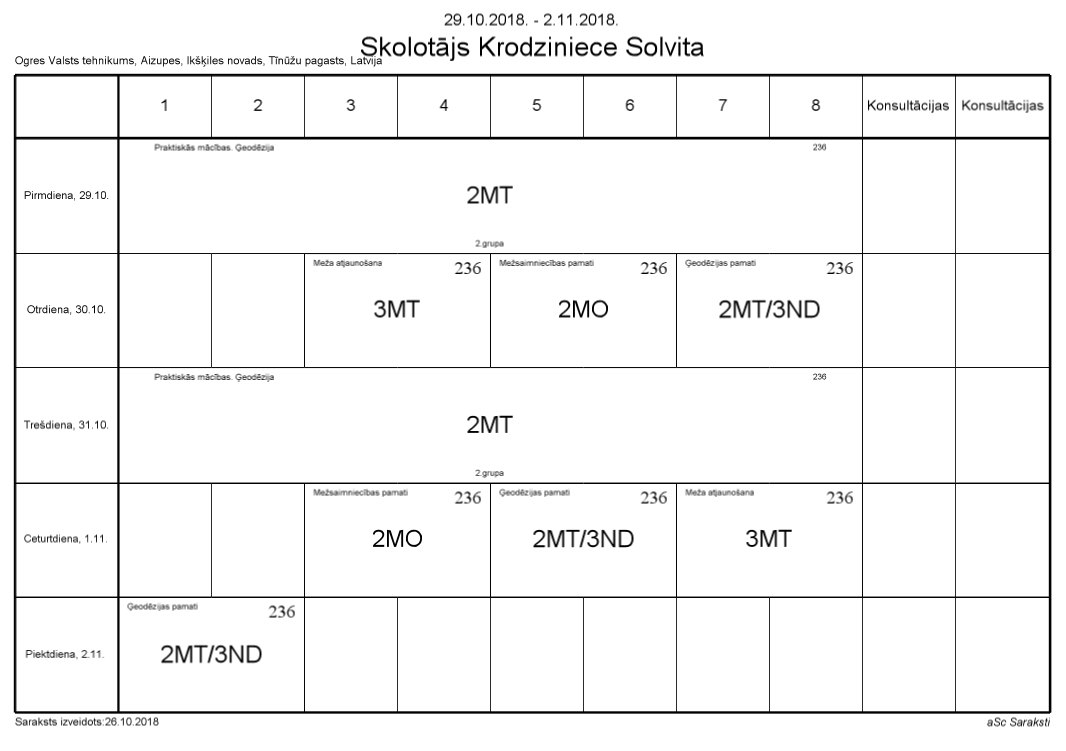 29.10.2018. - 2.11.2018.
Skolotājs Krodziniece Solvita
Ogres Valsts tehnikums, Aizupes, Ikšķiles novads, Tīnūžu pagasts, Latvija
1 2 3 4 5 6 7 8 Konsultācijas Konsultācijas
Praktiskās mācības. Ģeodēzija 236
Pirmdiena, 29.10. 2MT
2.grupa
Meža atjaunošana 236 Mežsaimniecības pamati 236 Ģeodēzijas pamati 236
Otrdiena, 30.10. 3MT 2MO 2MT/3ND
Praktiskās mācības. Ģeodēzija 236
Trešdiena, 31.10. 2MT
2.grupa
Mežsaimniecības pamati 236 Ģeodēzijas pamati 236 Meža atjaunošana 236
Ceturtdiena, 1.11. 2MO 2MT/3ND 3MT
Ģeodēzijas pamati 236
Piektdiena, 2.11. 2MT/3ND
Saraksts izveidots:26.10.2018 aSc Saraksti